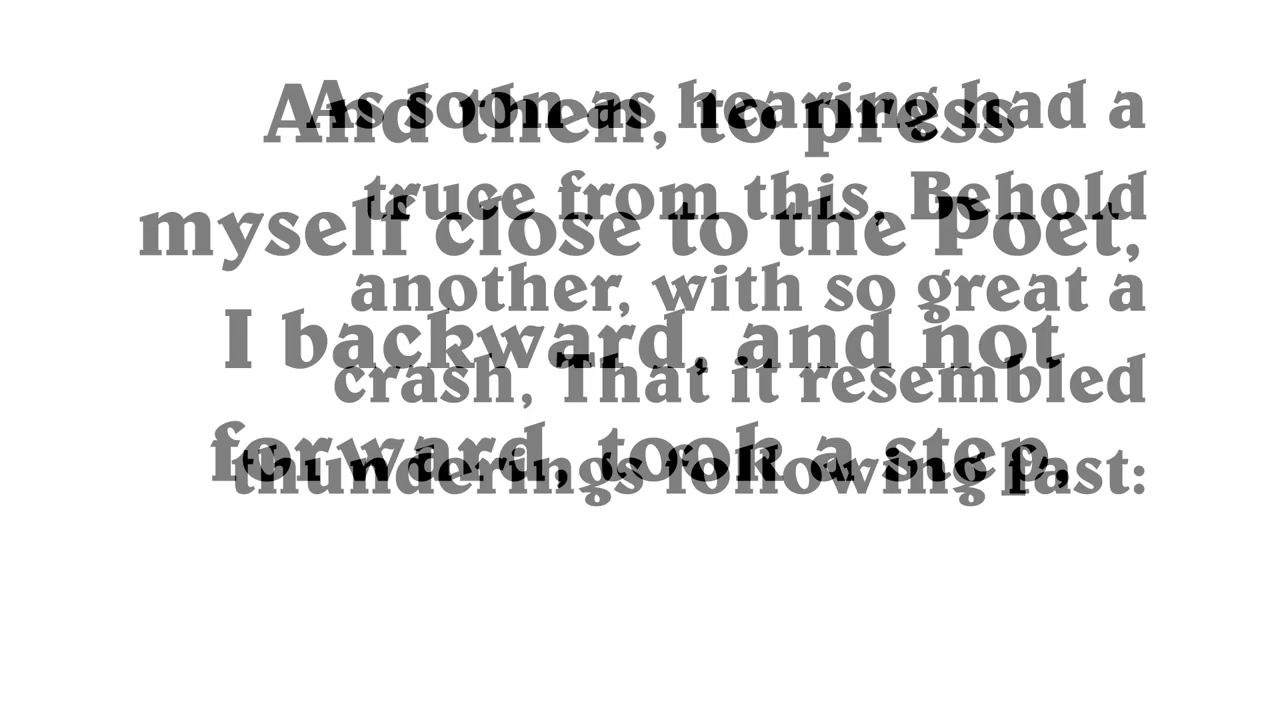 As soon as hearing had a
truce from this, Behold
another, with so great a
crash, That it resembled
thunderings following fast:
And then, to press
myself close to the Poet,
I backward, and not
forward, took a step.